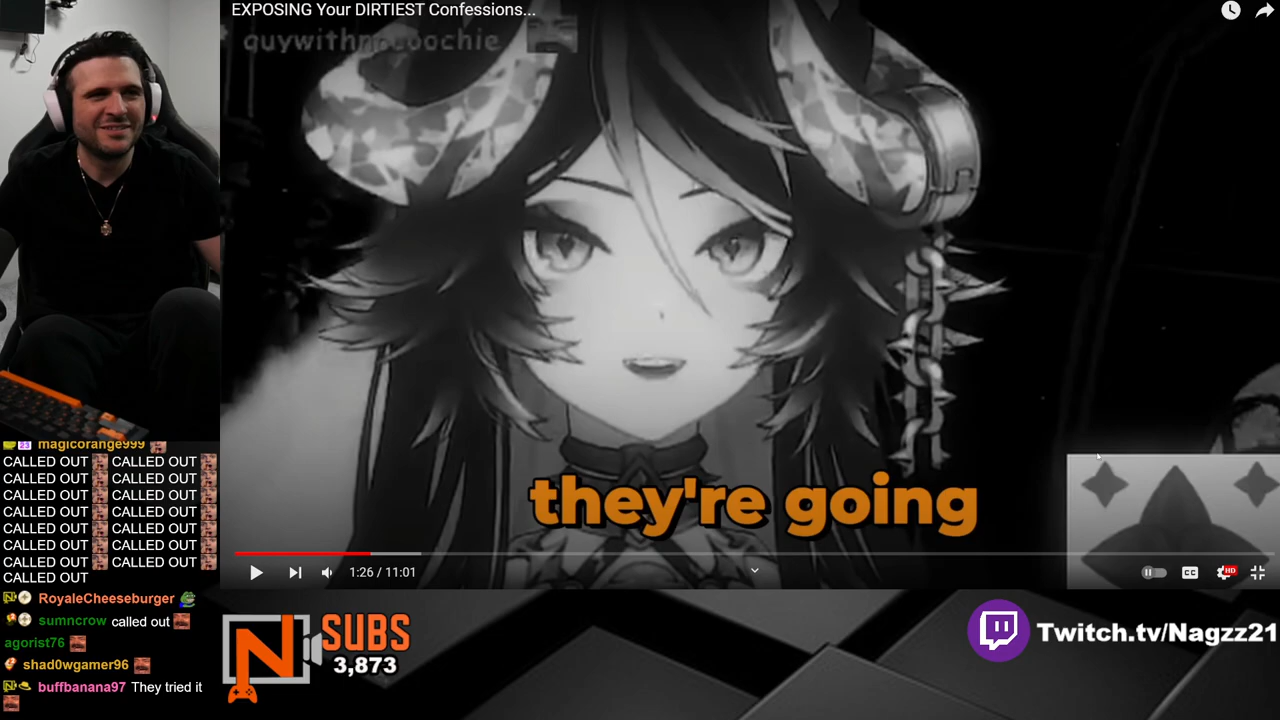 EXPOSING Your DIRTIEST Confessions...
they're going
1:26 / 11:01
CC
HD
magicorange999
CALLED OUT CALLED OUT
CALLED OUT CALLED OUT
CALLED OUT CALLED OUT
CALLED OUT CALLED OUT
CALLED OUT CALLED OUT
CALLED OUT CALLED OUT
CALLED OUT CALLED OUT
CALLED OUT
RoyaleCheeseburger
sumncrow called out
agorist76
shad0wgamer96
buffbanana97 They tried it
N SUBS
3,873
Twitch.tv/Nagzz21